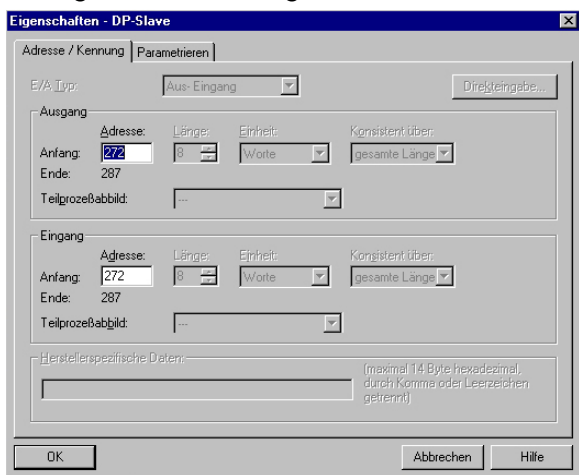 Eigenschaften - DP-Slave
Adresse / Kennung Parametrieren
E/A Typ: Aus- Eingang Direkteingabe...
Ausgang
Adresse: Länge: Einheit: Konsistent über:
Anfang: 272 8 Worte gesamte Länge
Ende: 287
Teilprozeßabbild: ---
Eingang
Adresse: Länge: Einheit: Konsistent über:
Anfang: 272 8 Worte gesamte Länge
Ende: 287
Teilprozeßabbild: ---
Herstellerspezifische Daten:
(maximal 14 Byte hexadezimal,
durch Komma oder Leerzeichen
getrennt)
OK Abbrechen Hilfe